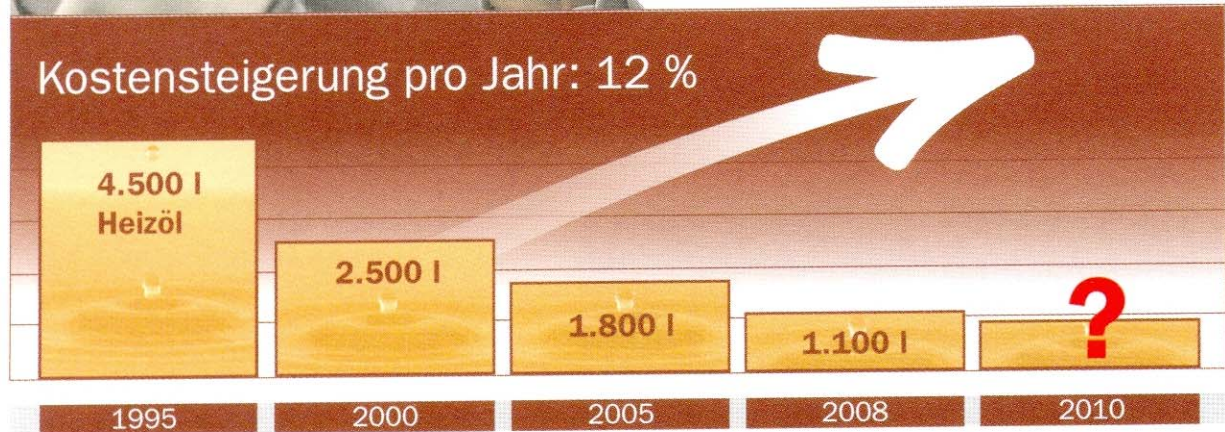 Kostensteigerung pro Jahr: 12 %
4.500 l
Heizöl
2.500 l
1.800 l
1.100 l
?
1995
2000
2005
2008
2010